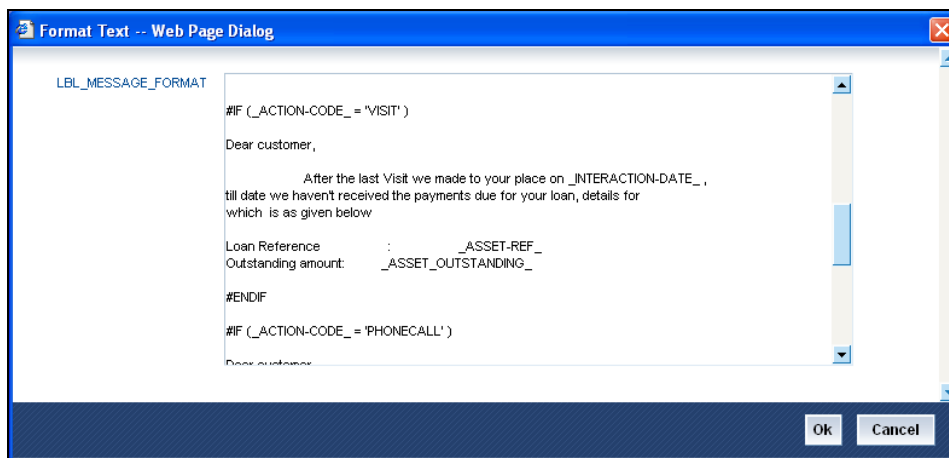 Format Text -- Web Page Dialog
LBL_MESSAGE_FORMAT
#IF (_ACTION-CODE_ = 'VISIT' )
Dear customer,
After the last Visit we made to your place on _INTERACTION-DATE_ ,
till date we haven't received the payments due for your loan, details for
which is as given below
Loan Reference : _ASSET-REF_
Outstanding amount: _ASSET_OUTSTANDING_
#ENDIF
#IF (_ACTION-CODE_ = 'PHONECALL' )
Dear customer
Ok Cancel